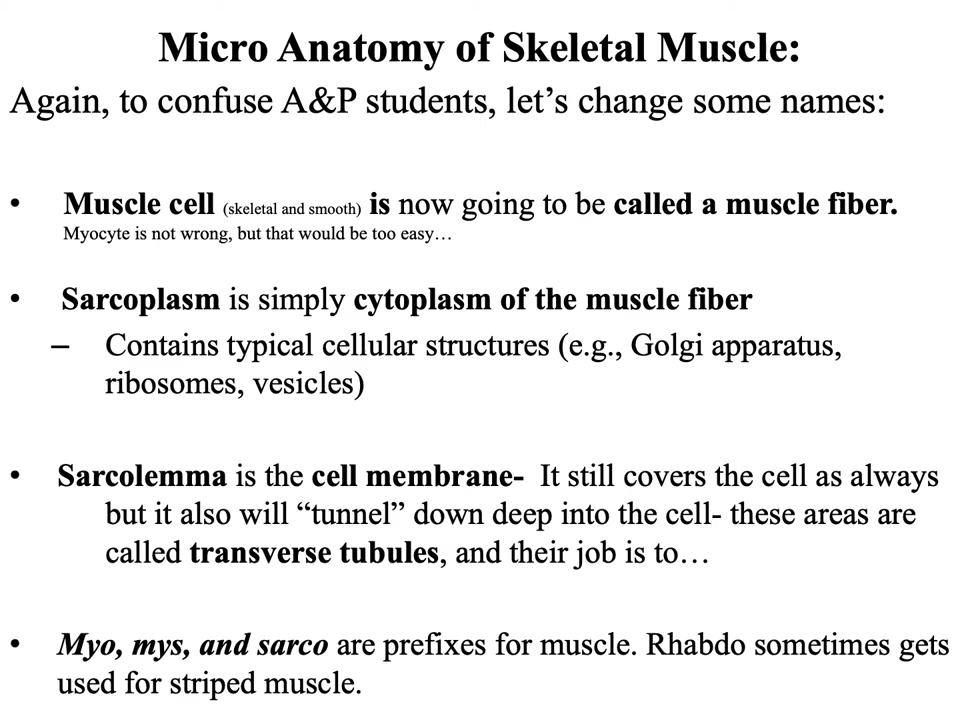 Micro Anatomy of Skeletal Muscle:
Again, to confuse A&P students, let’s change some names:
• Muscle cell (skeletal and smooth) is now going to be called a muscle fiber.
Myocyte is not wrong, but that would be too easy…
• Sarcoplasm is simply cytoplasm of the muscle fiber
– Contains typical cellular structures (e.g., Golgi apparatus,
ribosomes, vesicles)
• Sarcolemma is the cell membrane- It still covers the cell as always
but it also will “tunnel” down deep into the cell- these areas are
called transverse tubules, and their job is to…
• Myo, mys, and sarco are prefixes for muscle. Rhabdo sometimes gets
used for striped muscle.